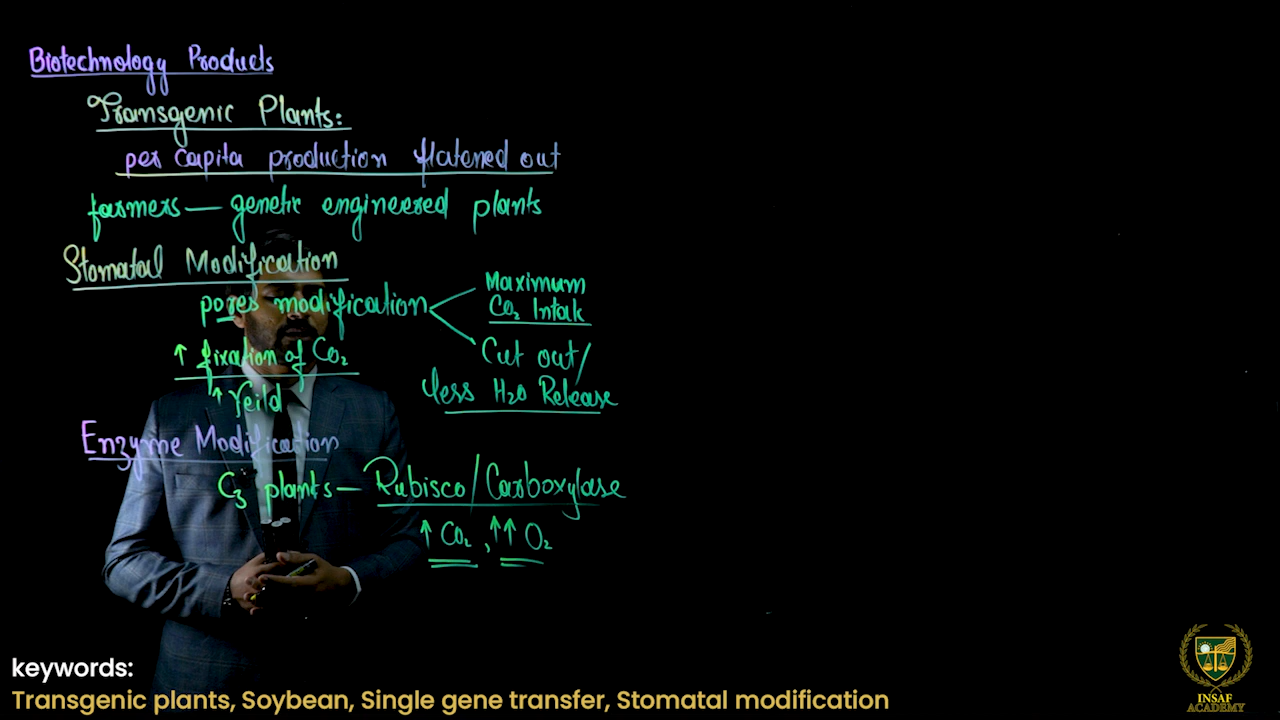 Biotechnology Products
Transgenic Plants:
per capita production flatened out
farmers — genetic engineered plants
Stomatal Modification
pores modification
Maximum
CO₂ Intak
↑ fixation of CO₂
Cut out/
less H₂O Release
↑ Yeild
Enzyme Modification
C₃ plants — Rubisco/Carboxylase
↑ CO₂, ↑↑ O₂
keywords:
Transgenic plants, Soybean, Single gene transfer, Stomatal modification
INSAF
ACADEMY